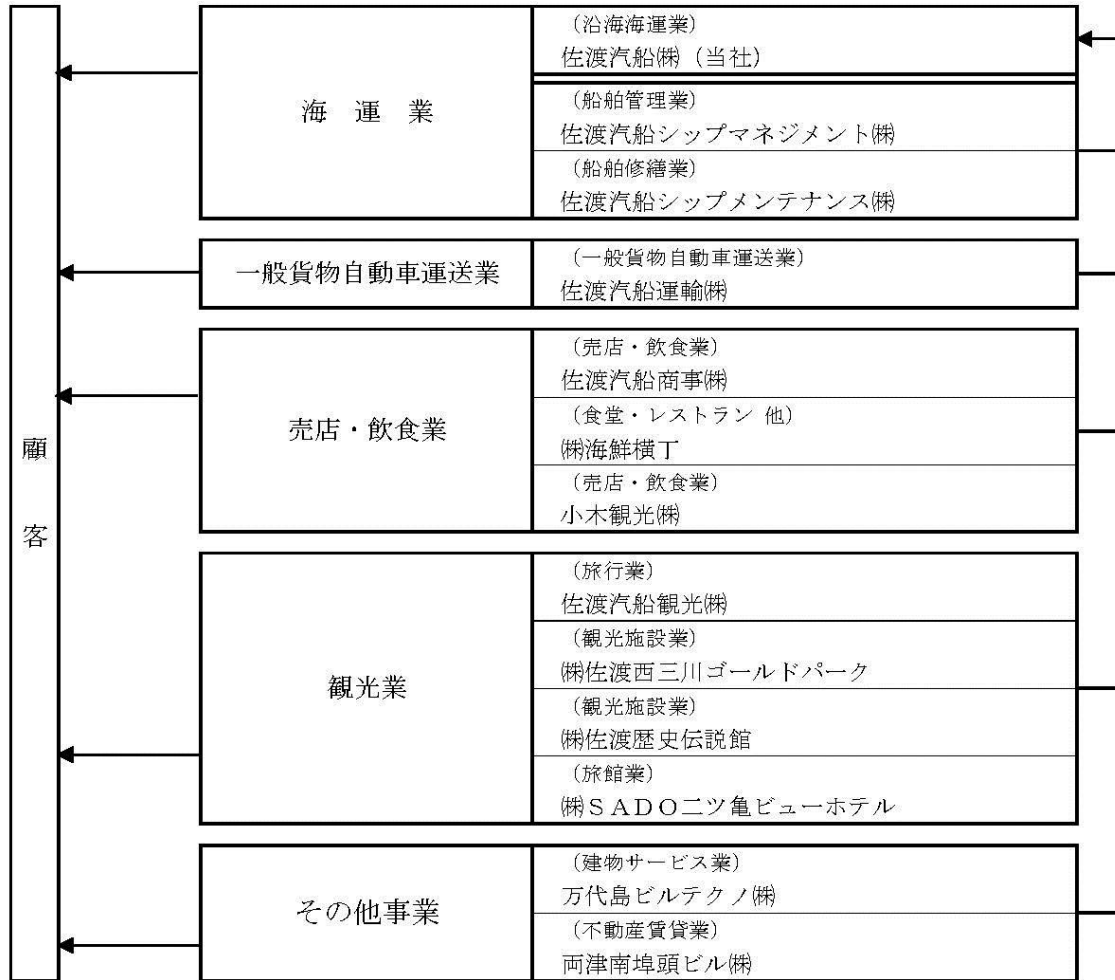 顧客
海運業
（沿海海運業）
佐渡汽船㈱（当社）
（船舶管理業）
佐渡汽船シップマネジメント㈱
（船舶修繕業）
佐渡汽船シップメンテナンス㈱
一般貨物自動車運送業
（一般貨物自動車運送業）
佐渡汽船運輸㈱
売店・飲食業
（売店・飲食業）
佐渡汽船商事㈱
（食堂・レストラン 他）
㈱海鮮横丁
（売店・飲食業）
小木観光㈱
観光業
（旅行業）
佐渡汽船観光㈱
（観光施設業）
㈱佐渡西三川ゴールドパーク
（観光施設業）
㈱佐渡歴史伝説館
（旅館業）
㈱ＳＡＤＯ二ツ亀ビューホテル
その他事業
（建物サービス業）
万代島ビルテクノ㈱
（不動産賃貸業）
両津南埠頭ビル㈱